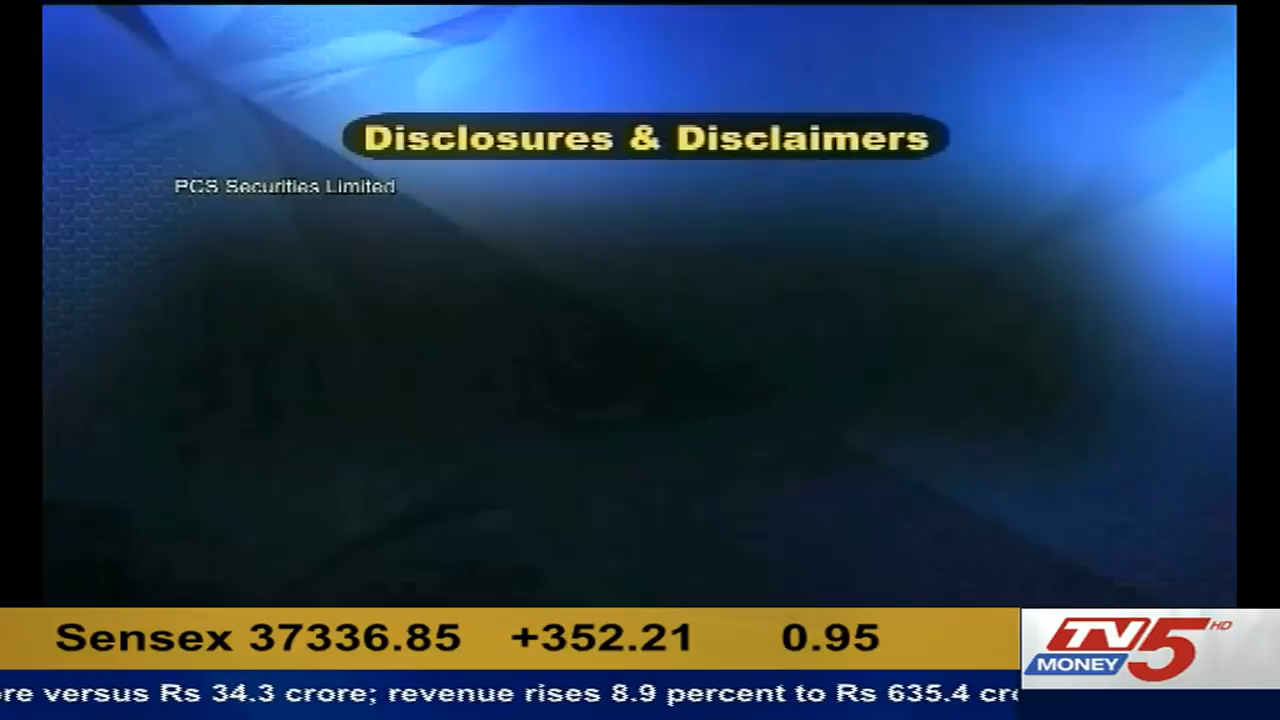 Disclosures & Disclaimers
PCS Securities Limited
Sensex 37336.85 +352.21 0.95
TV5 HD
MONEY
re versus Rs 34.3 crore; revenue rises 8.9 percent to Rs 635.4 cr